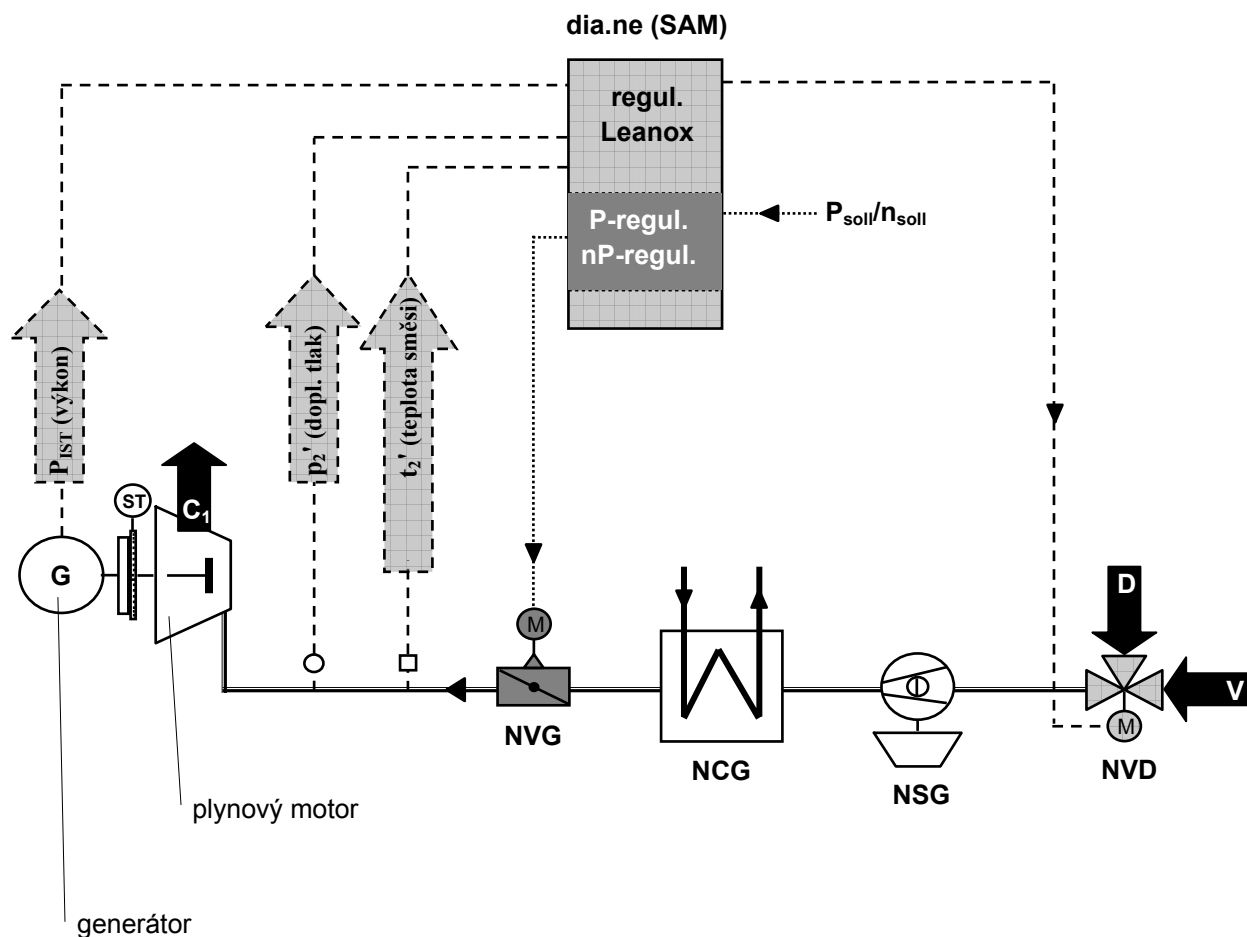 dia.ne (SAM)
regul.
Leanox
P-regul.
nP-regul.
Psoll/nsoll
PIST (výkon)
p2' (dopl. tlak)
t2' (teplota směsi)
C1
ST
G
M
D
V
M
NVG
NCG
NSG
NVD
plynový motor
generátor